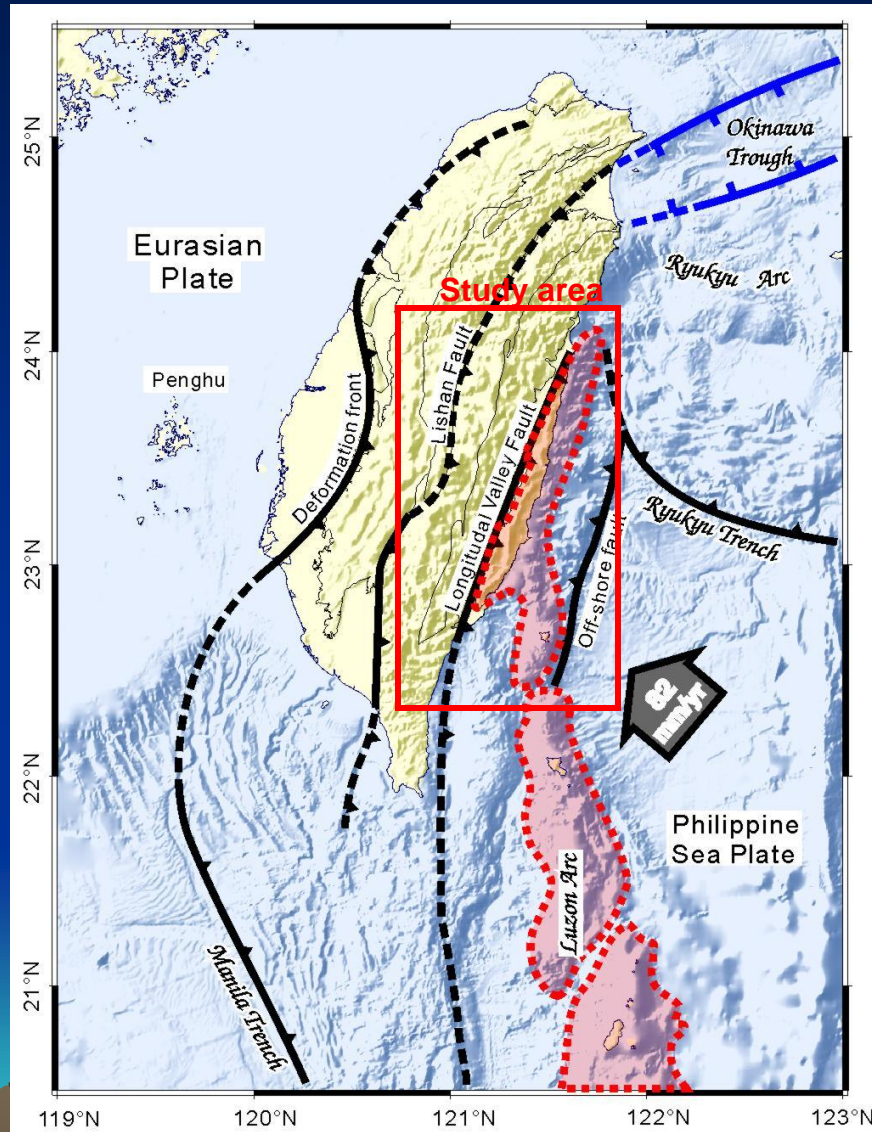 25°N
24°N
23°N
22°N
21°N
119°N
120°N
121°N
122°N
123°N
Okinawa
Trough
Eurasian
Plate
Ryukyu Arc
Study area
Penghu
Lishan Fault
Deformation front
Longitudal Valley Fault
Ryukyu Trench
Off-shore fault
82
mm/yr
Philippine
Sea Plate
Luzon Arc
Manila Trench